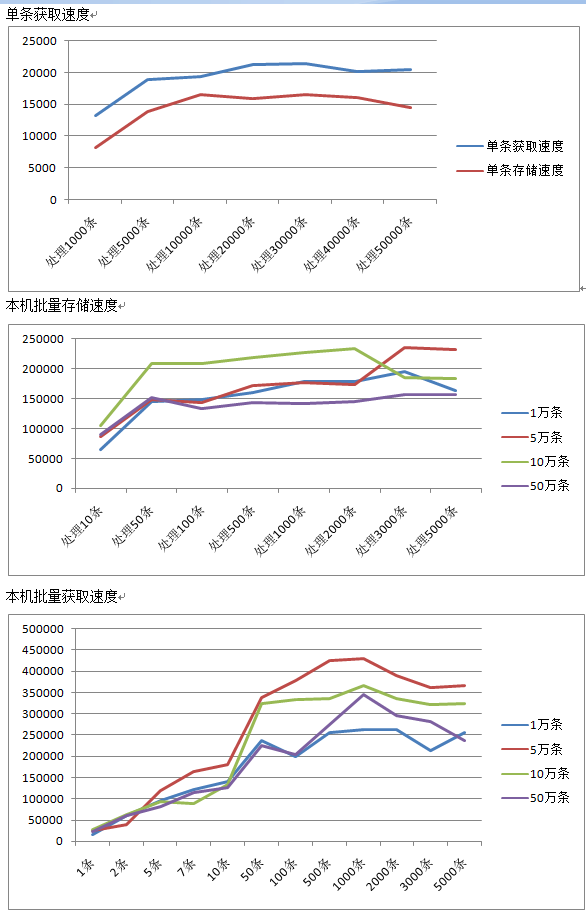 单条获取速度
25000
20000
15000
10000
5000
0
处理1000条
处理5000条
处理10000条
处理20000条
处理30000条
处理40000条
处理50000条
单条获取速度
单条存储速度
本机批量存储速度
250000
200000
150000
100000
50000
0
处理10条
处理50条
处理100条
处理500条
处理1000条
处理2000条
处理3000条
处理5000条
1万条
5万条
10万条
50万条
本机批量获取速度
500000
450000
400000
350000
300000
250000
200000
150000
100000
50000
0
1条
2条
5条
7条
10条
50条
100条
500条
1000条
2000条
3000条
5000条
1万条
5万条
10万条
50万条